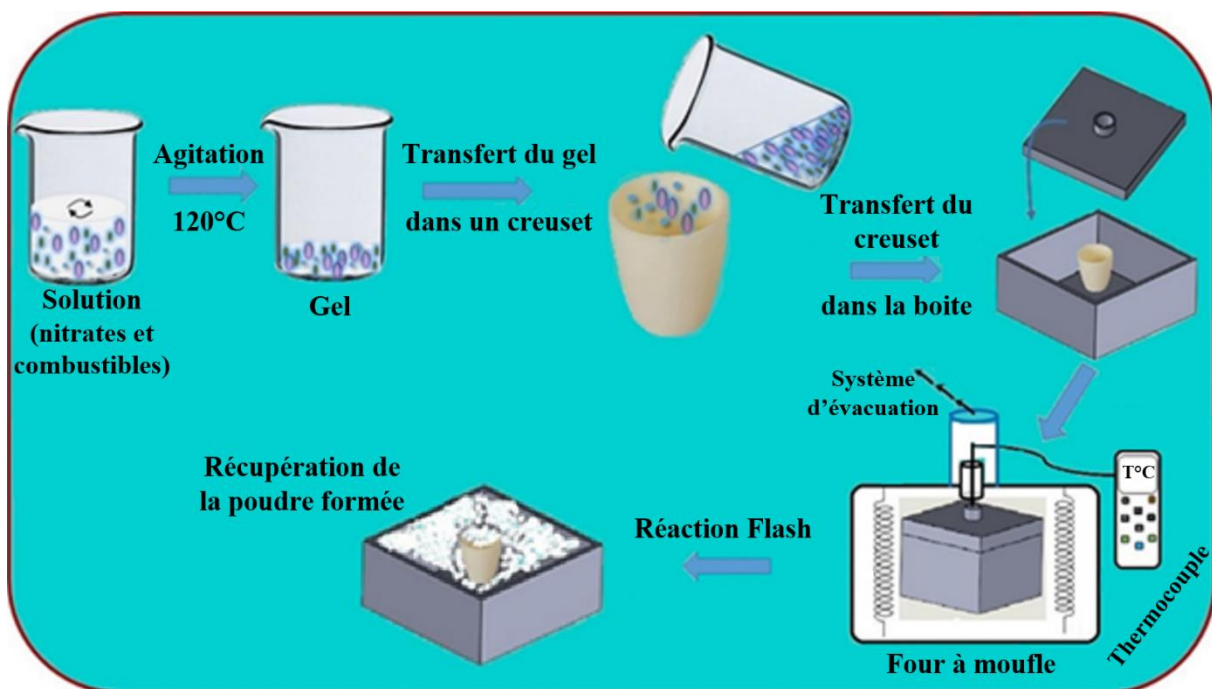 Solution
(nitrates et
combustibles)
Agitation
120°C
Gel
Transfert du gel
dans un creuset
Transfert du
creuset
dans la boite
Système
d’évacuation
T°C
Thermocouple
Four à moufle
Réaction Flash
Récupération de
la poudre formée